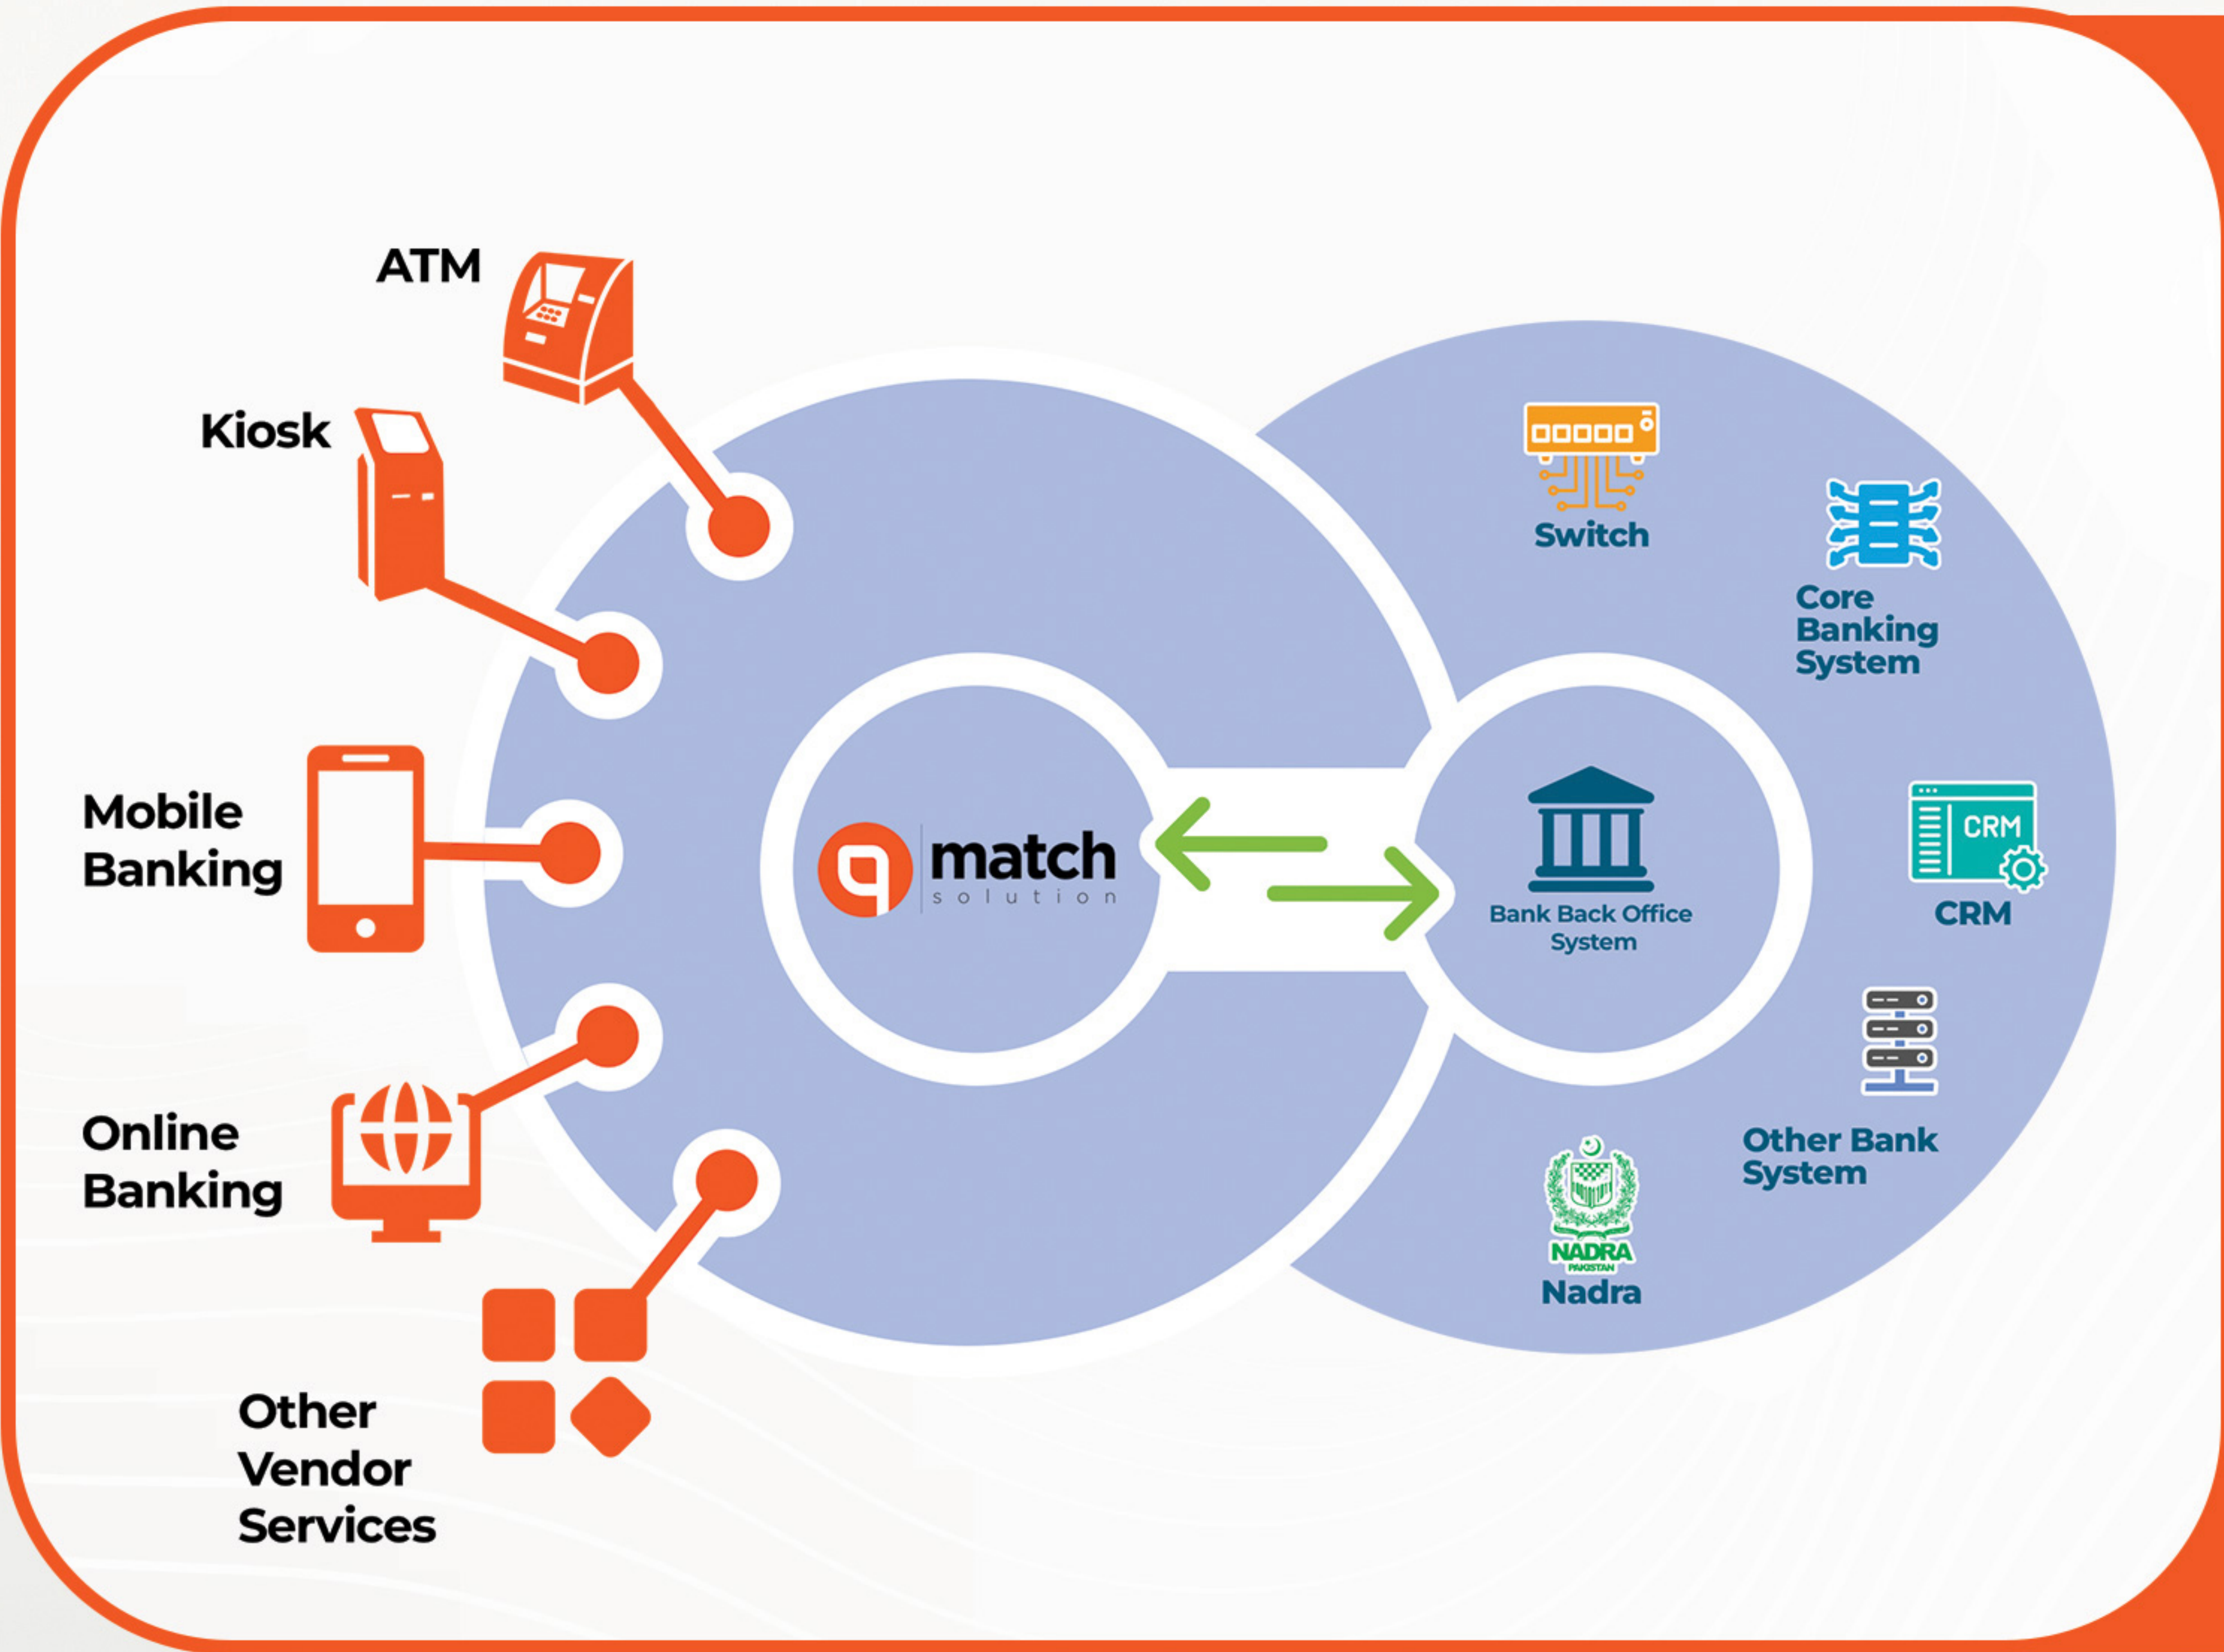 ATM
Kiosk
Mobile
Banking
Online
Banking
Other
Vendor
Services
match
solution
Bank Back Office
System
Switch
Core
Banking
System
CRM
CRM
Other Bank
System
NADRA
PAKISTAN
Nadra